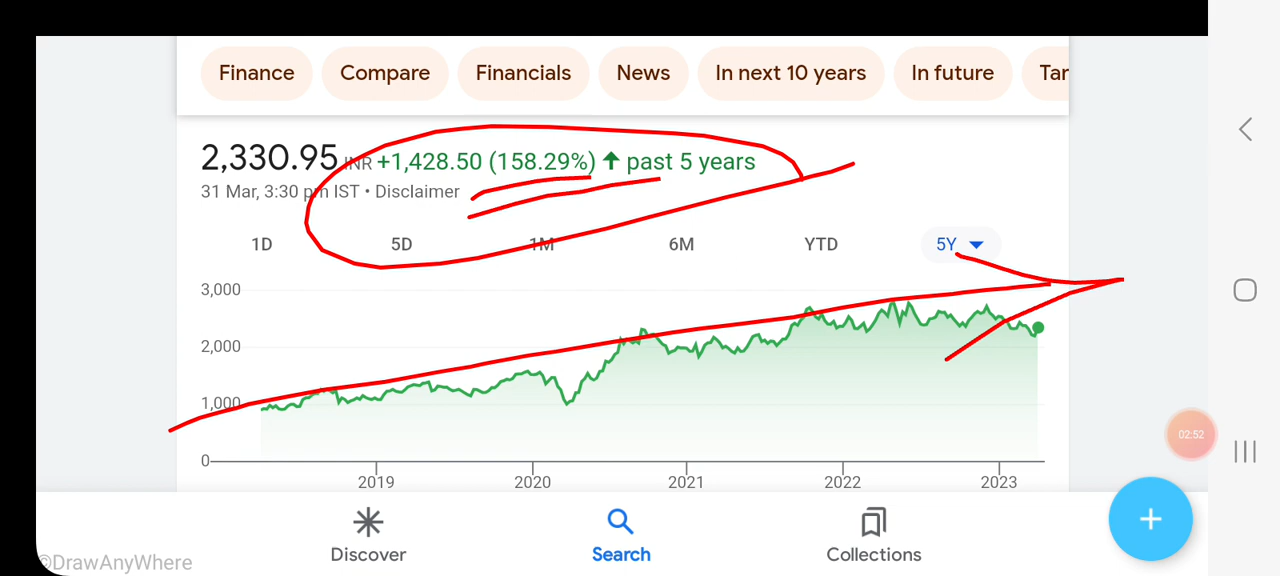 Finance Compare Financials News In next 10 years In future Tar
2,330.95 INR +1,428.50 (158.29%) ↑ past 5 years
31 Mar, 3:30 pm IST • Disclaimer
1D 5D 1M 6M YTD 5Y
3,000
2,000
1,000
0
2019 2020 2021 2022 2023
02:52
Discover Search Collections
©DrawAnyWhere